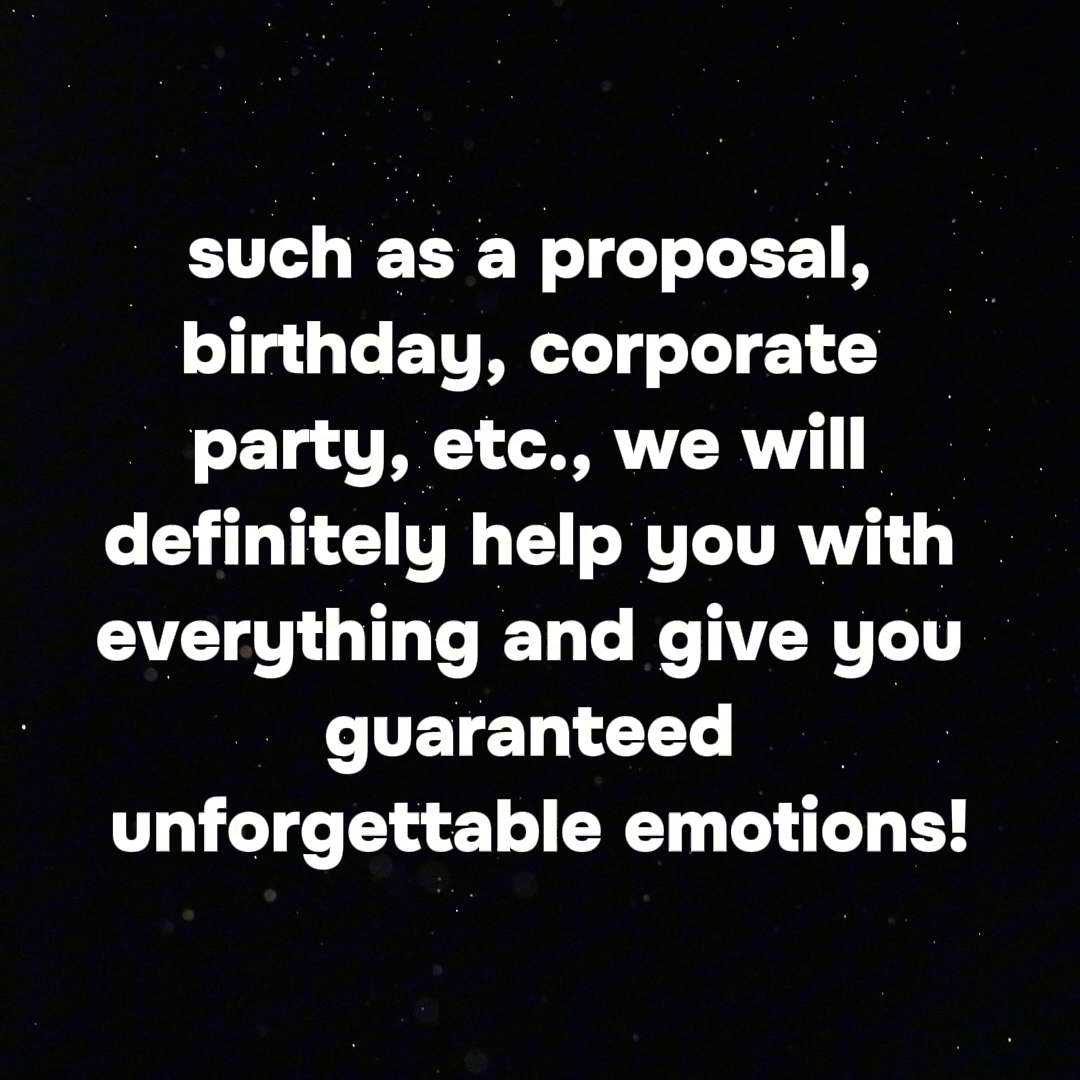 such as a proposal,
birthday, corporate
party, etc., we will
definitely help you with
everything and give you
guaranteed
unforgettable emotions!